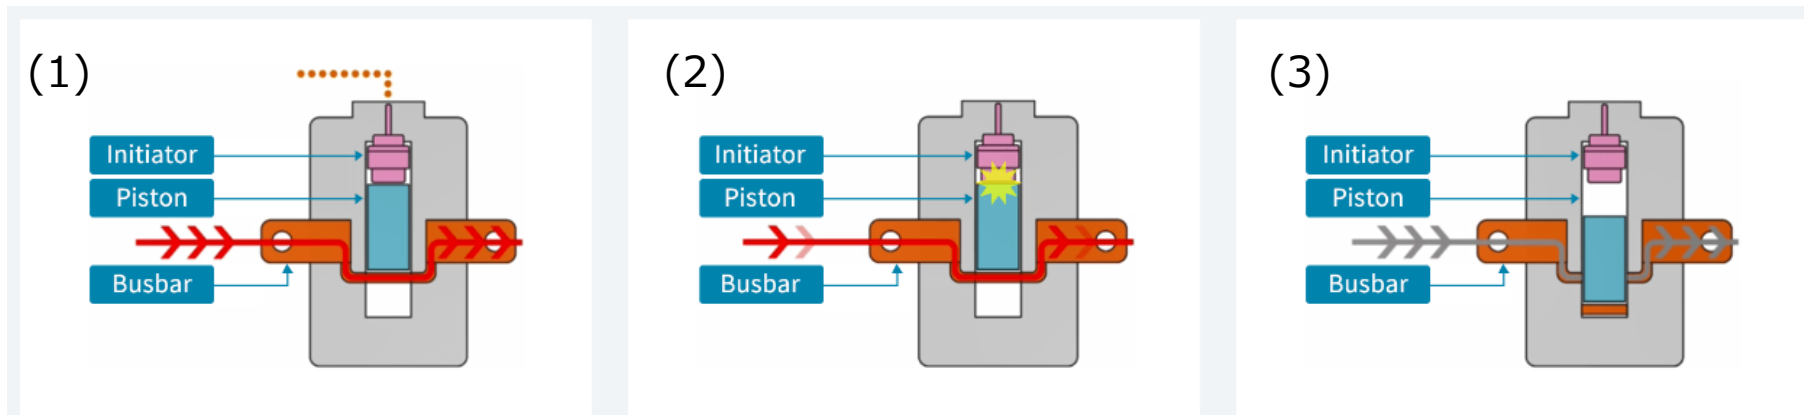 (1)
Initiator
Piston
Busbar
(2)
Initiator
Piston
Busbar
(3)
Initiator
Piston
Busbar